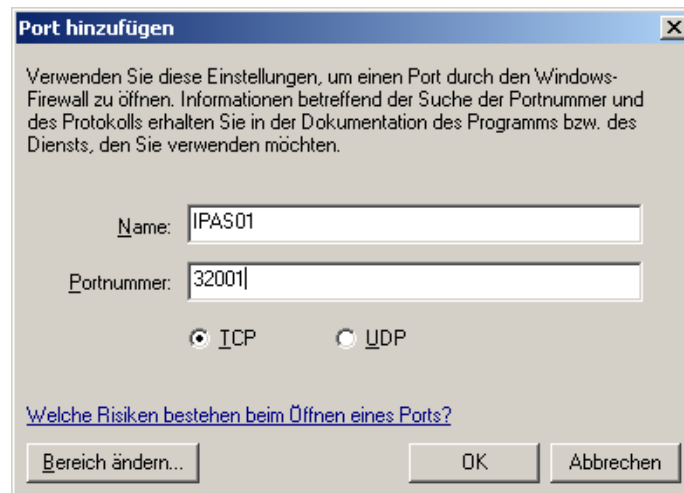 Port hinzufügen
Verwenden Sie diese Einstellungen, um einen Port durch den Windows-
Firewall zu öffnen. Informationen betreffend der Suche der Portnummer und
des Protokolls erhalten Sie in der Dokumentation des Programms bzw. des
Diensts, den Sie verwenden möchten.
Name: IPAS01
Portnummer: 32001
TCP UDP
Welche Risiken bestehen beim Öffnen eines Ports?
Bereich ändern... OK Abbrechen